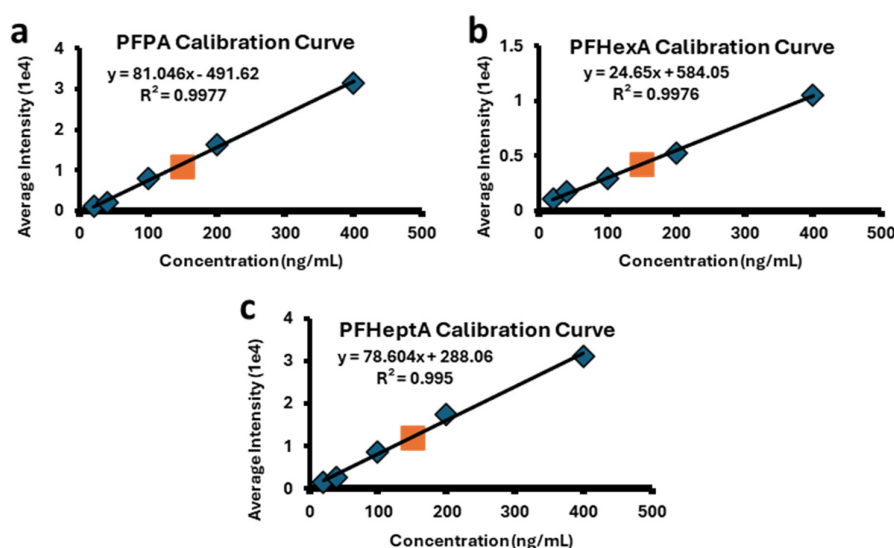 a
PFPA Calibration Curve
y = 81.046x - 491.62
R² = 0.9977
Average Intensity (1e4)
4
3
2
1
0
0 100 200 300 400 500
Concentration (ng/mL)
b
PFHexA Calibration Curve
y = 24.65x + 584.05
R² = 0.9976
Average Intensity (1e4)
1.5
1
0.5
0
0 100 200 300 400 500
Concentration (ng/mL)
c
PFHeptA Calibration Curve
y = 78.604x + 288.06
R² = 0.995
Average Intensity (1e4)
4
3
2
1
0
0 100 200 300 400 500
Concentration (ng/mL)